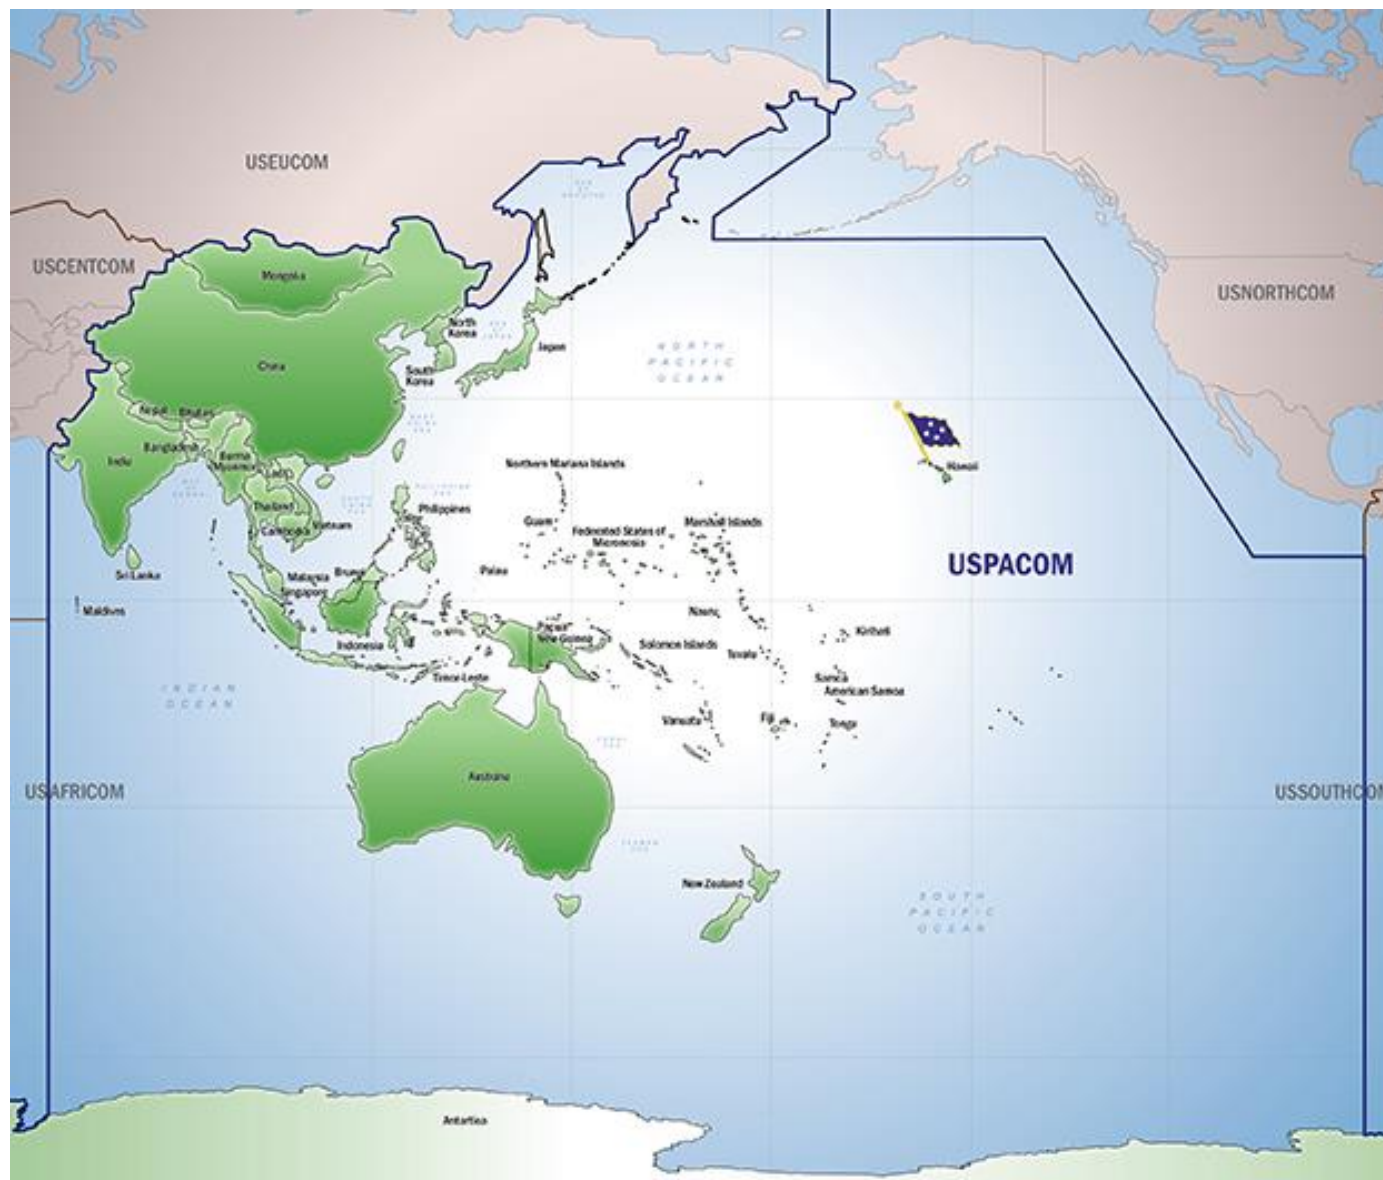 USEUCOM
USCENTCOM
USNORTHCOM
Mongolia
China
North
Korea
South
Korea
Japan
NORTH
PACIFIC
OCEAN
Nepal
Bhutan
Bangladesh
India
Burma
Myanmar
Laos
Thailand
Cambodia
Vietnam
Philippines
Northern Mariana Islands
Guam
Federated States of
Micronesia
Marshall Islands
Hawaii
USPACOM
Sri Lanka
Maldives
Malaysia
Singapore
Brunei
Palau
Indonesia
Timor-Leste
Papua
New Guinea
Nauru
Solomon Islands
Tuvalu
Kiribati
Samoa
American Samoa
Vanuatu
Fiji
Tonga
INDIAN
OCEAN
Australia
USAFRICOM
USSOUTHCOM
New Zealand
SOUTH
PACIFIC
OCEAN
Antartica